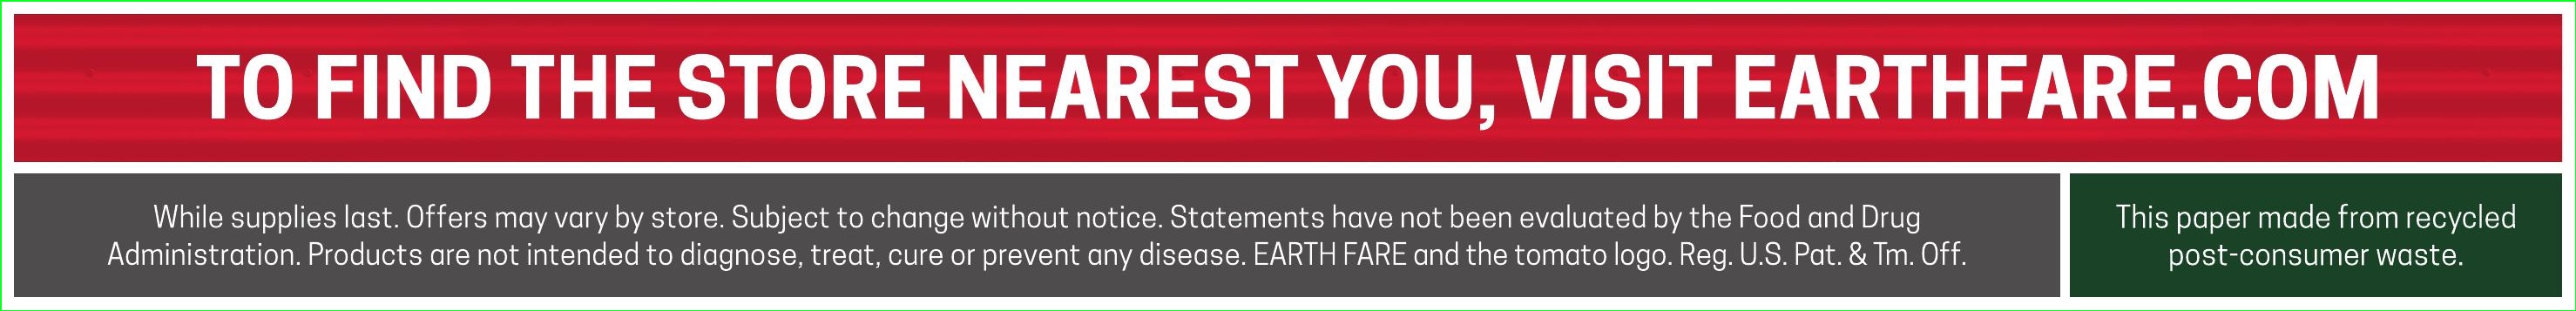 TO FIND THE STORE NEAREST YOU, VISIT EARTHFARE.COM
While supplies last. Offers may vary by store. Subject to change without notice. Statements have not been evaluated by the Food and Drug
Administration. Products are not intended to diagnose, treat, cure or prevent any disease. EARTH FARE and the tomato logo. Reg. U.S. Pat. & Tm. Off.
This paper made from recycled
post-consumer waste.